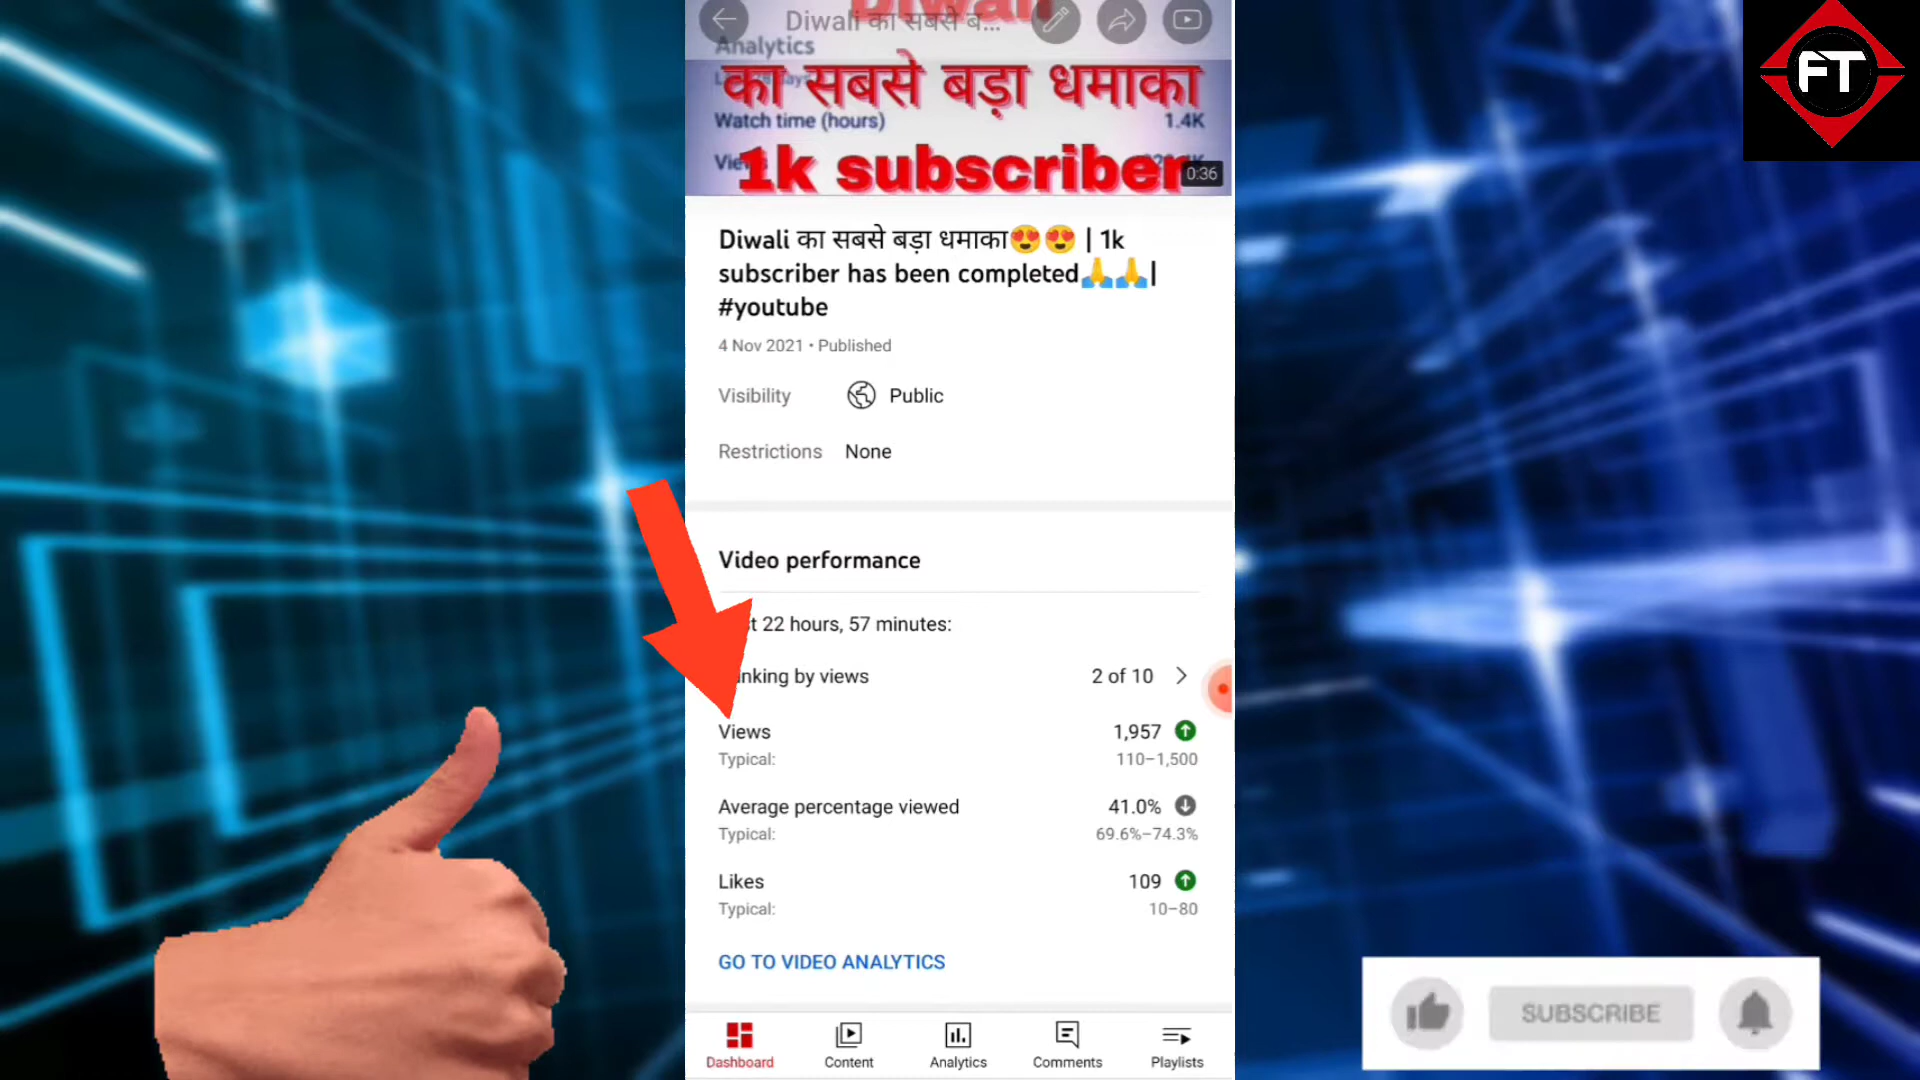 Diwali
Diwali का सबसे ब...
Analytics
का सबसे बड़ा धमाका
Watch time (hours) 1.4K
1k subscriber
0:36
Diwali का सबसे बड़ा धमाका😍😍 | 1k
subscriber has been completed🙏🙏|
#youtube
4 Nov 2021 • Published
Visibility Public
Restrictions None
Video performance
22 hours, 57 minutes:
by views 2 of 10
Views 1,957
Typical: 110–1,500
Average percentage viewed 41.0%
Typical: 69.6%–74.3%
Likes 109
Typical: 10–80
GO TO VIDEO ANALYTICS
Dashboard Content Analytics Comments Playlists
FT
SUBSCRIBE